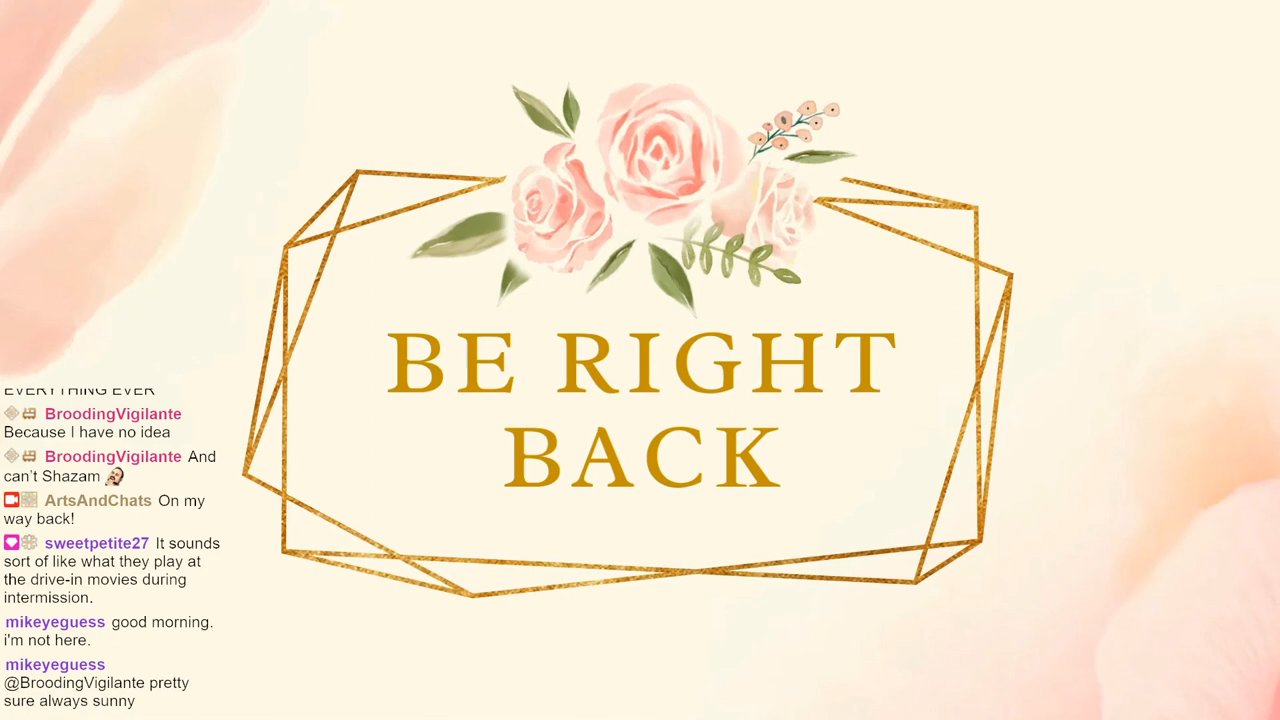 BE RIGHT
BACK
EVERYTHING EVER
BroodingVigilante
Because I have no idea
BroodingVigilante And
can't Shazam
ArtsAndChats On my
way back!
sweetpetite27 It sounds
sort of like what they play at
the drive-in movies during
intermission.
mikeyeguess good morning.
i'm not here.
mikeyeguess
@BroodingVigilante pretty
sure always sunny